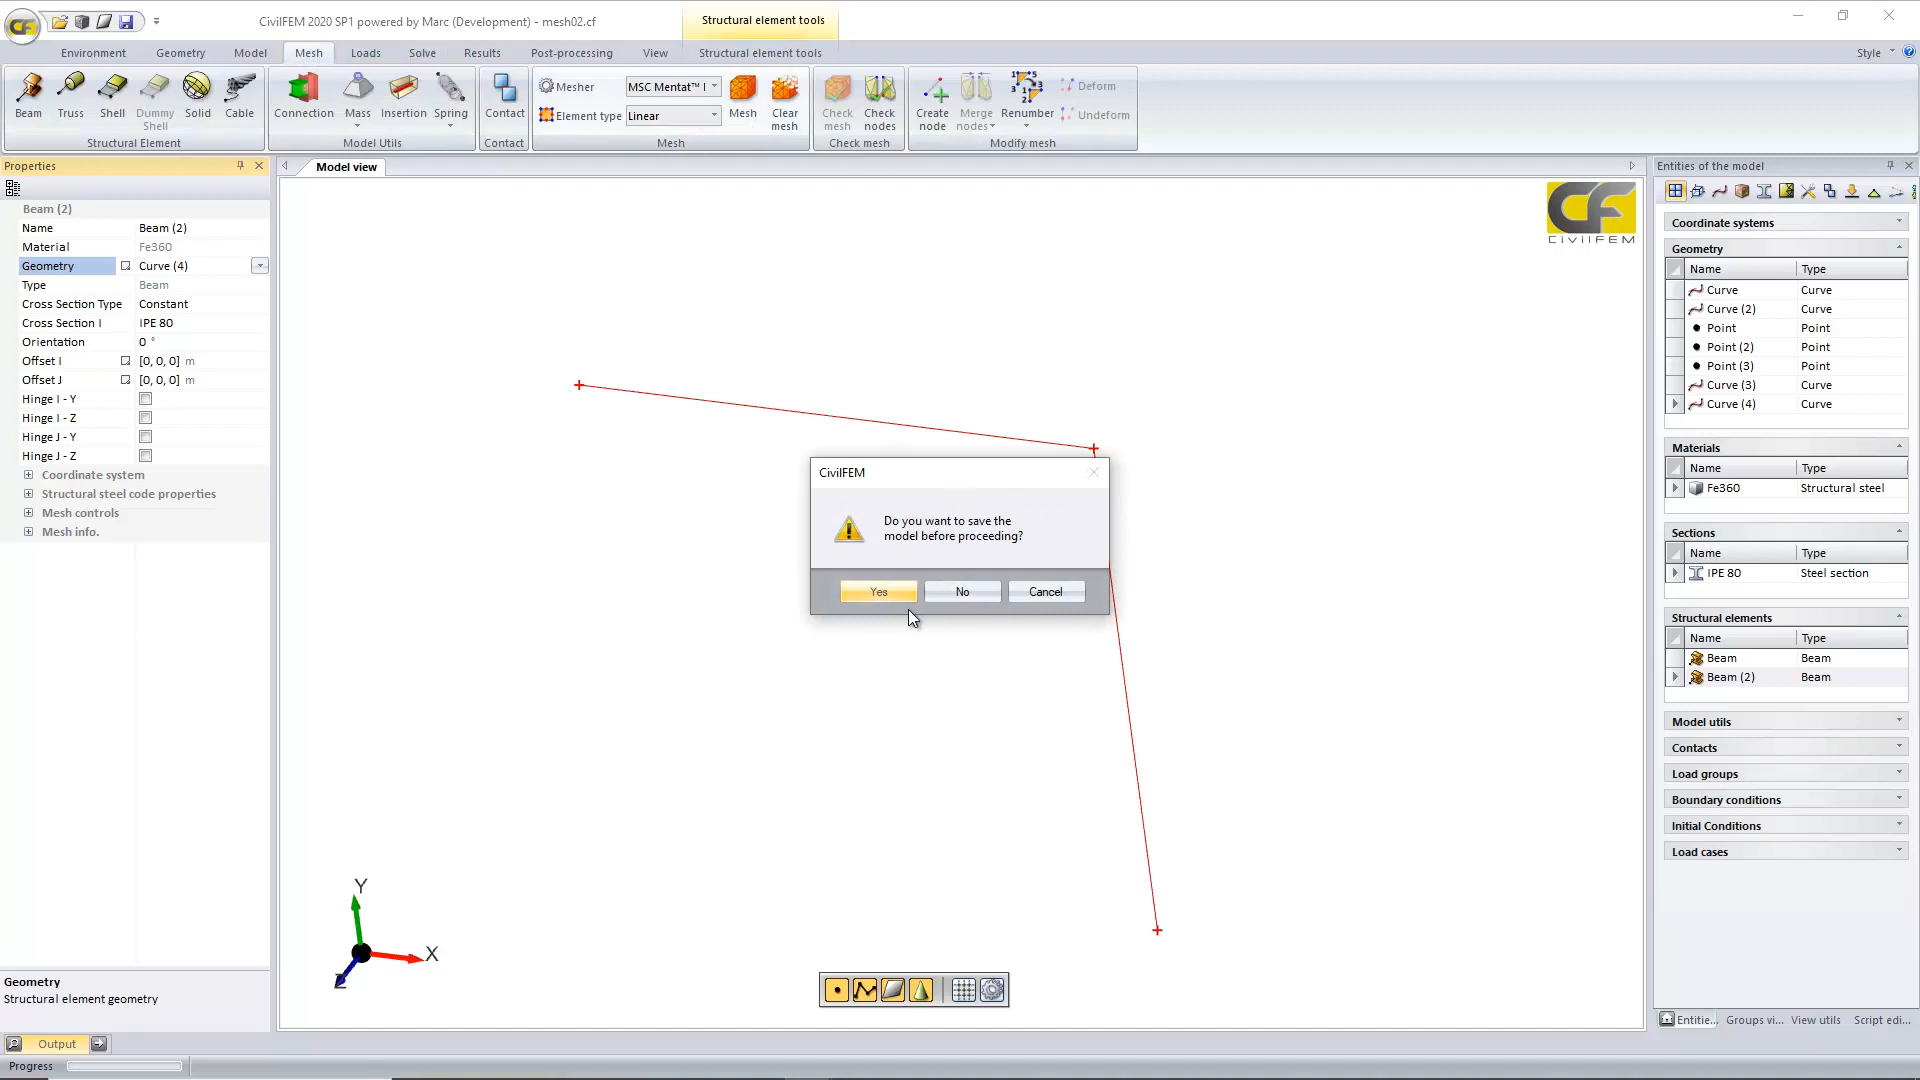 CivilFEM 2020 SP1 powered by Marc (Development) - mesh02.cf
Structural element tools
Environment
Geometry
Model
Mesh
Loads
Solve
Results
Post-processing
View
Structural element tools
Style
Beam
Truss
Shell
Dummy
Shell
Solid
Cable
Structural Element
Connection
Mass
Insertion
Spring
Model Utils
Contact
Contact
Mesher
MSC Mentat™ I
Element type
Linear
Mesh
Clear
mesh
Mesh
Check
mesh
Check
nodes
Check mesh
Create
node
Merge
nodes
Renumber
Deform
Undeform
Modify mesh
Properties
Beam (2)
Name Beam (2)
Material Fe360
Geometry Curve (4)
Type Beam
Cross Section Type Constant
Cross Section I IPE 80
Orientation 0 °
Offset I [0, 0, 0] m
Offset J [0, 0, 0] m
Hinge I - Y
Hinge I - Z
Hinge J - Y
Hinge J - Z
Coordinate system
Structural steel code properties
Mesh controls
Mesh info.
Geometry
Structural element geometry
Output
Progress
Model view
CF
CIVILFEM
CivilFEM
Do you want to save the
model before proceeding?
Yes
No
Cancel
Y
X
Z
Entities of the model
Coordinate systems
Geometry
Name Type
Curve Curve
Curve (2) Curve
Point Point
Point (2) Point
Point (3) Point
Curve (3) Curve
Curve (4) Curve
Materials
Name Type
Fe360 Structural steel
Sections
Name Type
IPE 80 Steel section
Structural elements
Name Type
Beam Beam
Beam (2) Beam
Model utils
Contacts
Load groups
Boundary conditions
Initial Conditions
Load cases
Entitie...
Groups vi...
View utils
Script edi...